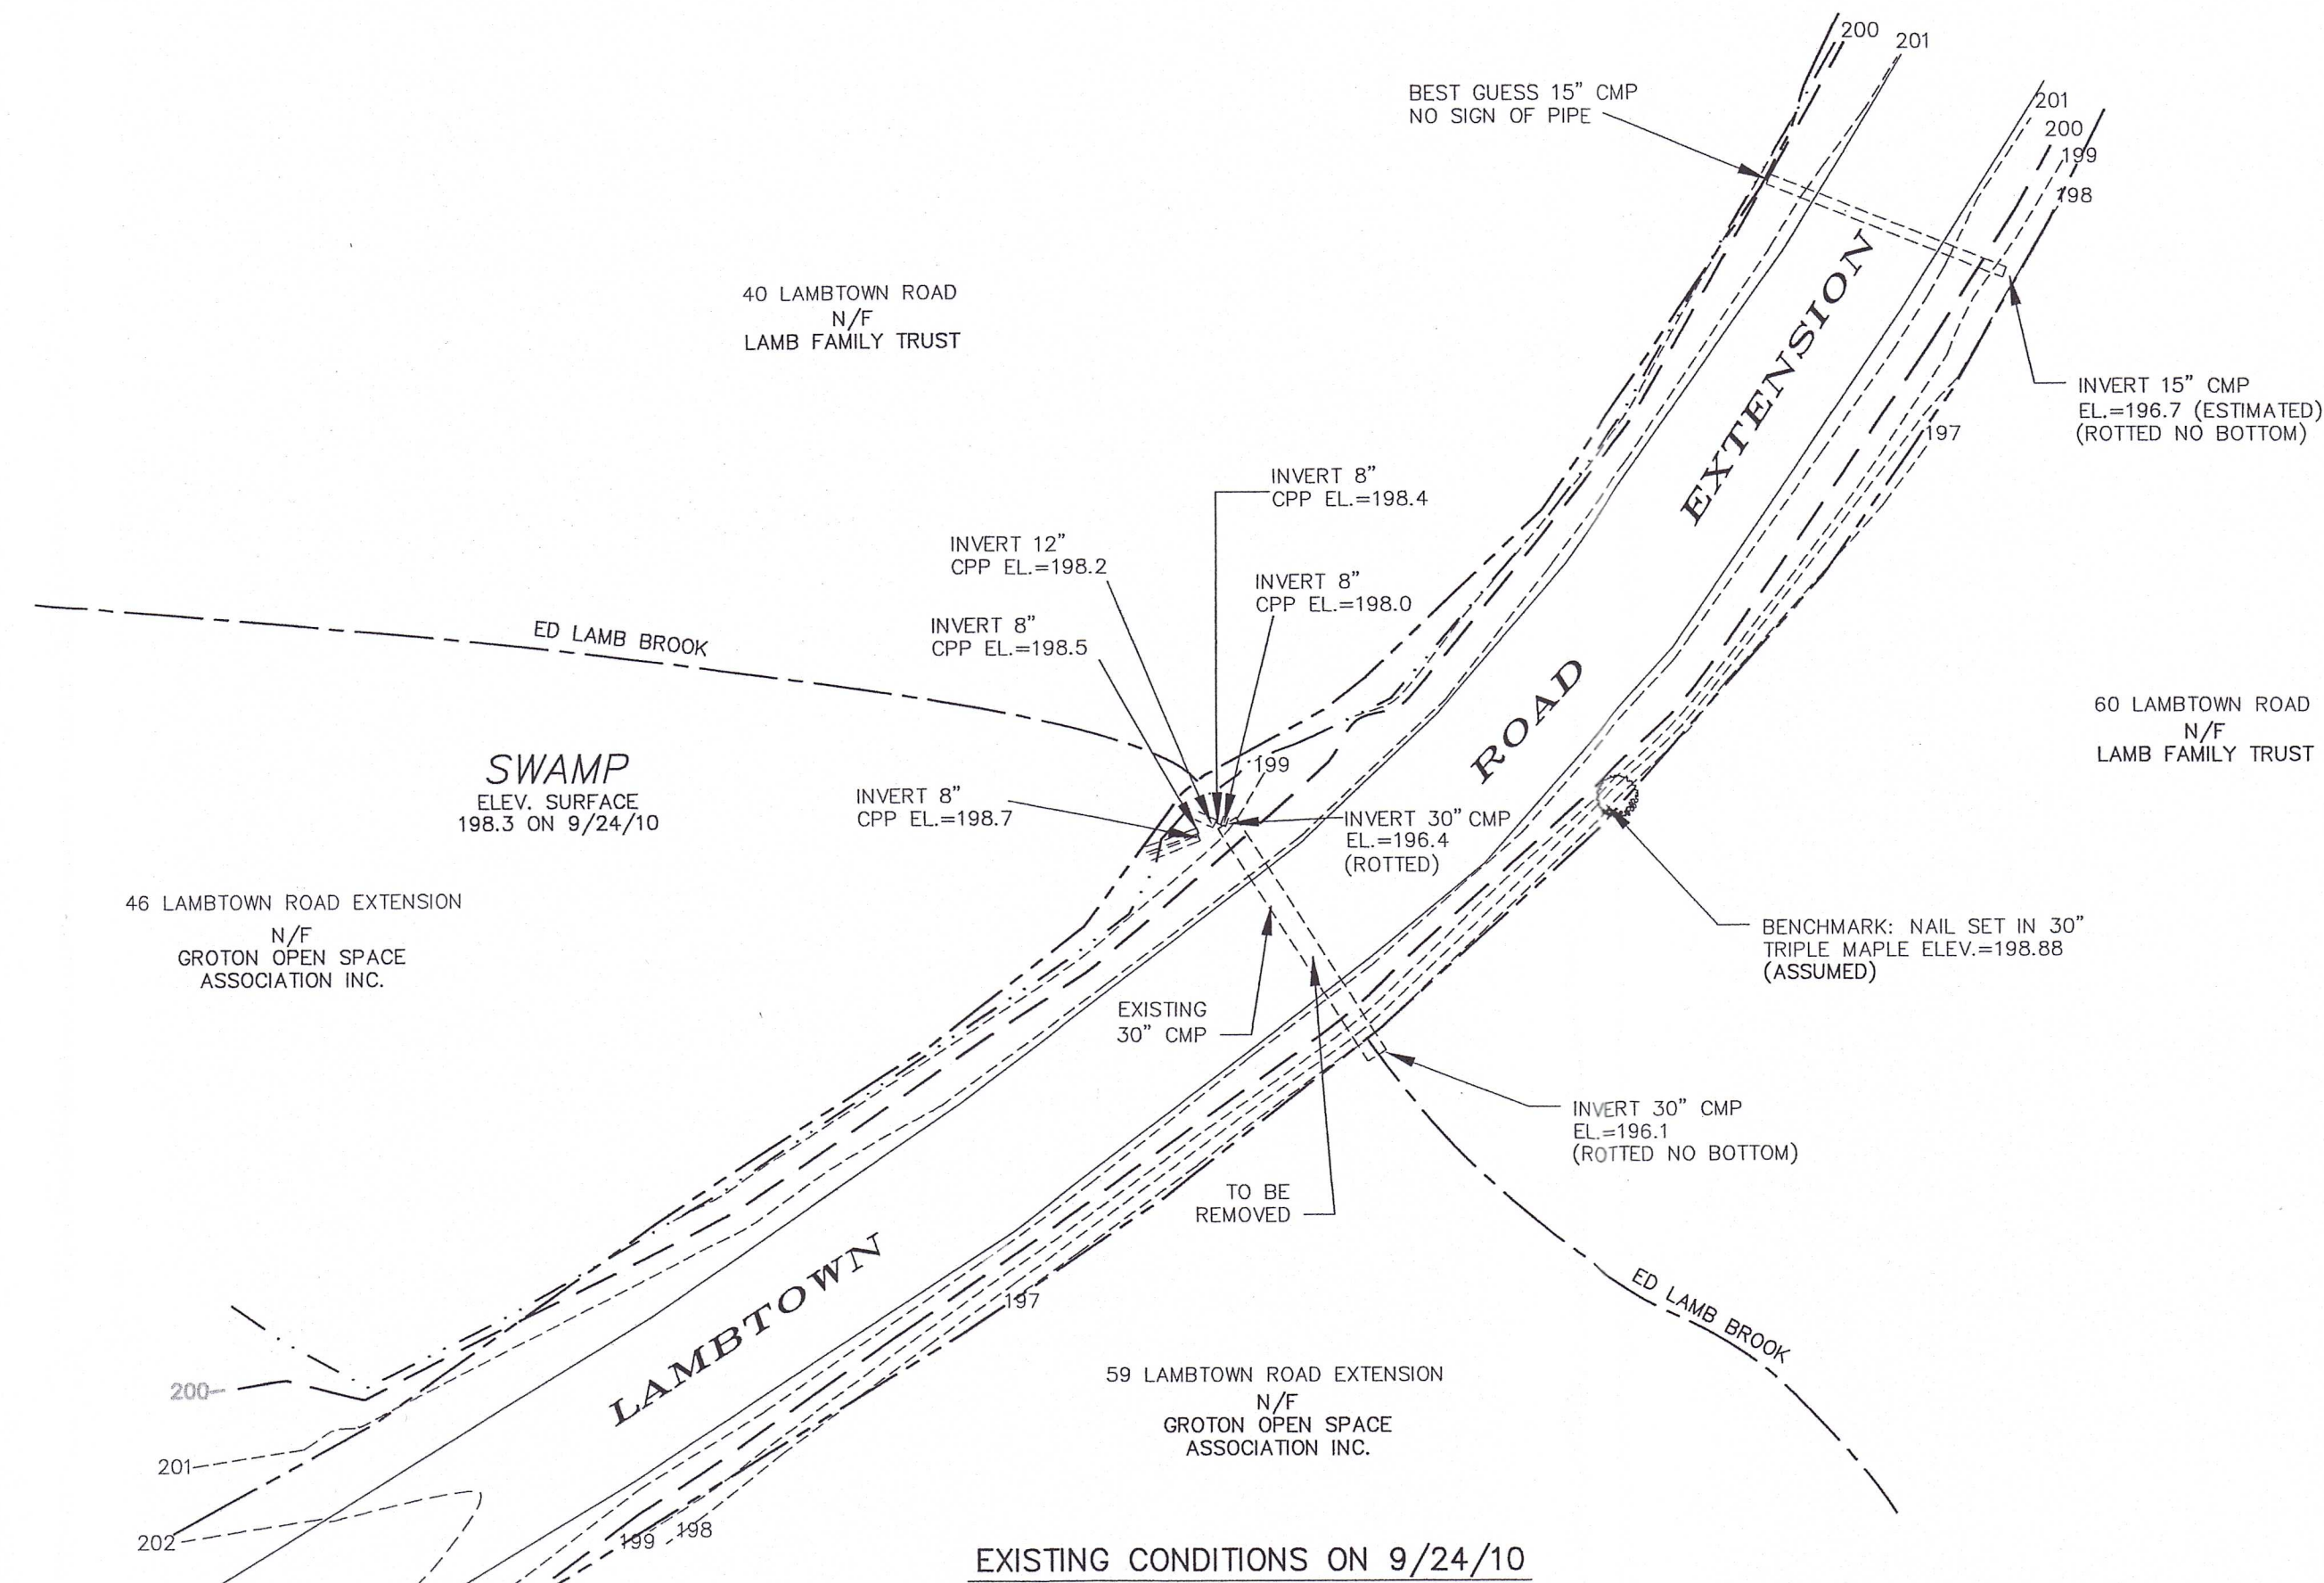 200
201
BEST GUESS 15" CMP
NO SIGN OF PIPE
201
200
199
198
40 LAMBTOWN ROAD
N/F
LAMB FAMILY TRUST
EXTENSION
INVERT 15" CMP
EL.=196.7 (ESTIMATED)
(ROTTED NO BOTTOM)
197
INVERT 8"
CPP EL.=198.4
INVERT 12"
CPP EL.=198.2
INVERT 8"
CPP EL.=198.0
INVERT 8"
CPP EL.=198.5
ED LAMB BROOK
ROAD
60 LAMBTOWN ROAD
N/F
LAMB FAMILY TRUST
SWAMP
ELEV. SURFACE
198.3 ON 9/24/10
199
INVERT 8"
CPP EL.=198.7
INVERT 30" CMP
EL.=196.4
(ROTTED)
46 LAMBTOWN ROAD EXTENSION
N/F
GROTON OPEN SPACE
ASSOCIATION INC.
BENCHMARK: NAIL SET IN 30"
TRIPLE MAPLE ELEV.=198.88
(ASSUMED)
EXISTING
30" CMP
INVERT 30" CMP
EL.=196.1
(ROTTED NO BOTTOM)
TO BE
REMOVED
LAMBTOWN
197
ED LAMB BROOK
59 LAMBTOWN ROAD EXTENSION
N/F
GROTON OPEN SPACE
ASSOCIATION INC.
200
201
202
199
198
EXISTING CONDITIONS ON 9/24/10